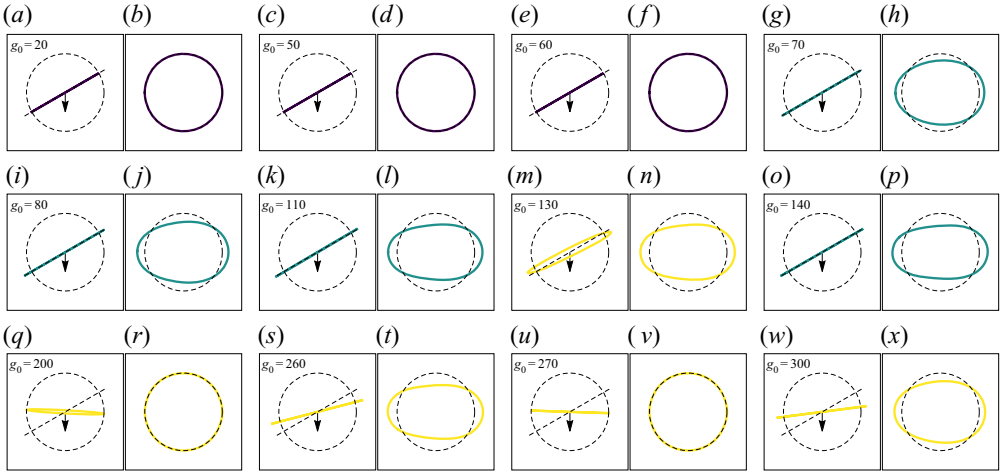 (a) (b) (c) (d) (e) (f) (g) (h)
g0 = 20 g0 = 50 g0 = 60 g0 = 70
(i) (j) (k) (l) (m) (n) (o) (p)
g0 = 80 g0 = 110 g0 = 130 g0 = 140
(q) (r) (s) (t) (u) (v) (w) (x)
g0 = 200 g0 = 260 g0 = 270 g0 = 300